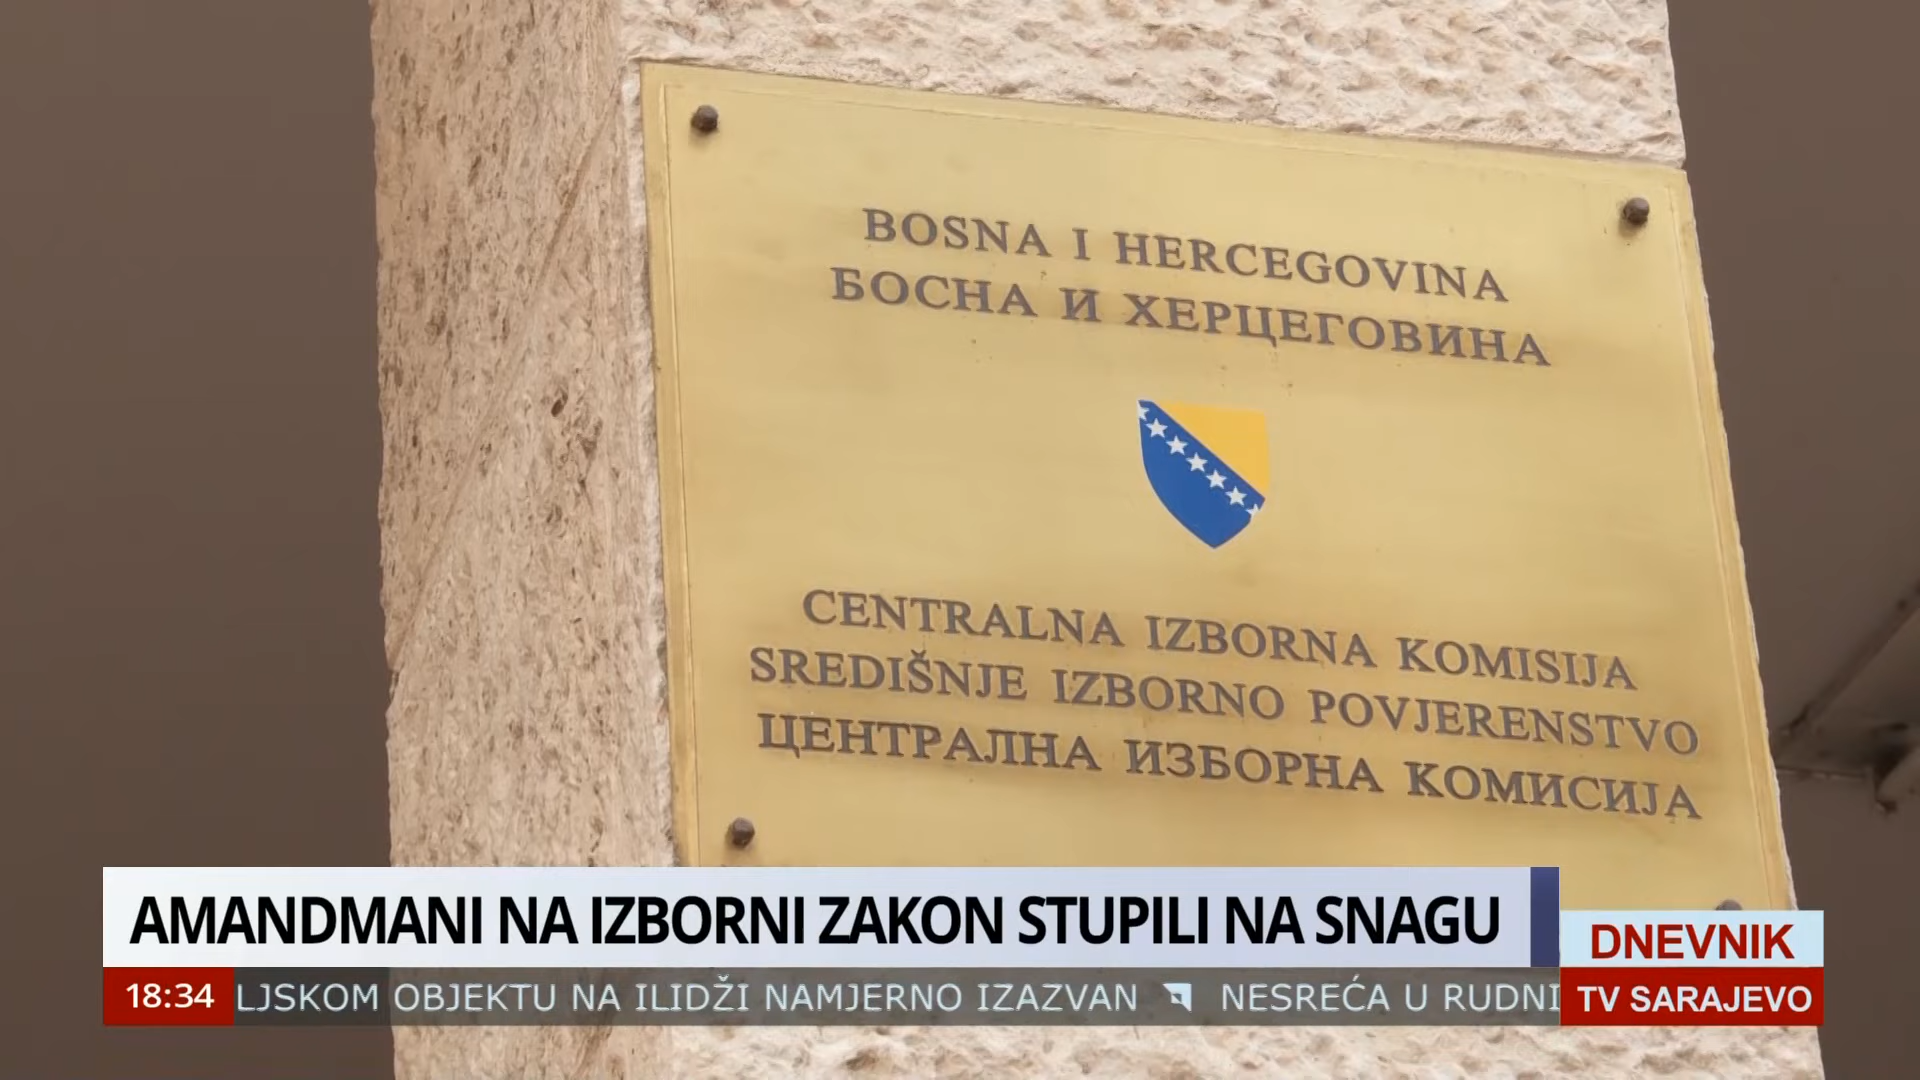 BOSNA I HERCEGOVINA
БОСНА И ХЕРЦЕГОВИНА
CENTRALNA IZBORNA KOMISIJA
SREDIŠNJE IZBORNO POVJERENSTVO
ЦЕНТРАЛНА ИЗБОРНА КОМИСИЈА
AMANDMANI NA IZBORNI ZAKON STUPILI NA SNAGU
DNEVNIK
18:34 LJSKOM OBJEKTU NA ILIDŽI NAMJERNO IZAZVAN NESREĆA U RUDNI
TV SARAJEVO